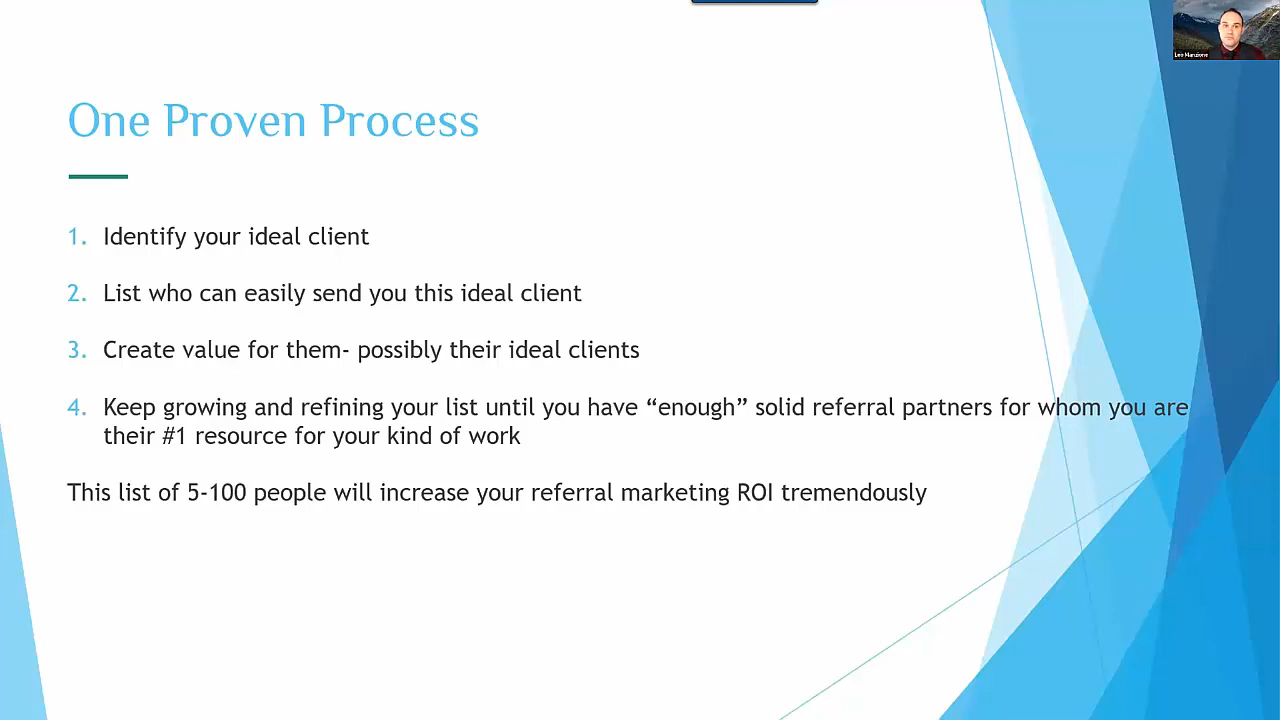 Leo Manzione
One Proven Process
1. Identify your ideal client
2. List who can easily send you this ideal client
3. Create value for them- possibly their ideal clients
4. Keep growing and refining your list until you have “enough” solid referral partners for whom you are
their #1 resource for your kind of work
This list of 5-100 people will increase your referral marketing ROI tremendously